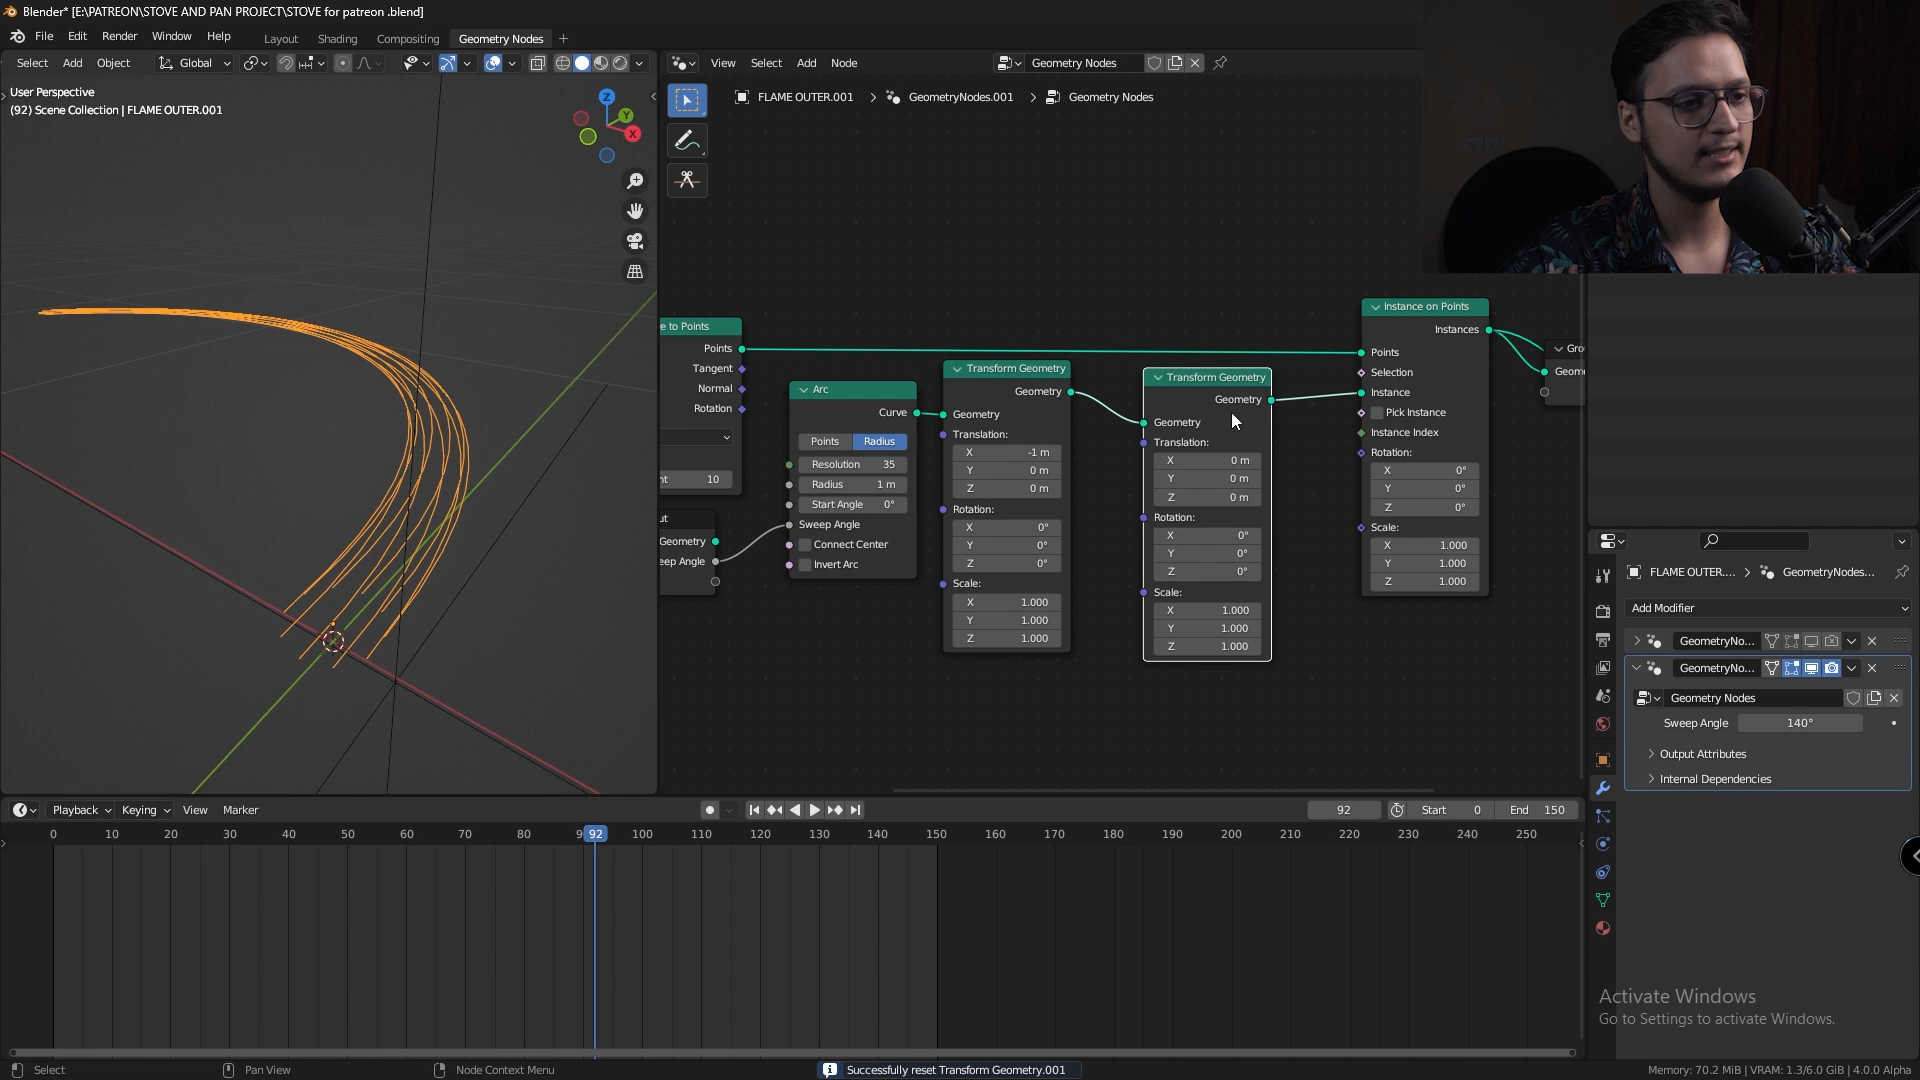 Blender* [E:\PATREON\STOVE AND PAN PROJECT\STOVE for patreon .blend]
File Edit Render Window Help Layout Shading Compositing Geometry Nodes
Select Add Object Global
View Select Add Node Geometry Nodes
User Perspective
(92) Scene Collection | FLAME OUTER.001
Z
Y
X
FLAME OUTER.001 > GeometryNodes.001 > Geometry Nodes
e to Points
Points
Tangent
Normal
Rotation
nt 10
ut
Geometry
eep Angle
Arc
Curve
Points Radius
Resolution 35
Radius 1 m
Start Angle 0°
Sweep Angle
Connect Center
Invert Arc
Transform Geometry
Geometry
Geometry
Translation:
X -1 m
Y 0 m
Z 0 m
Rotation:
X 0°
Y 0°
Z 0°
Scale:
X 1.000
Y 1.000
Z 1.000
Transform Geometry
Geometry
Geometry
Translation:
X 0 m
Y 0 m
Z 0 m
Rotation:
X 0°
Y 0°
Z 0°
Scale:
X 1.000
Y 1.000
Z 1.000
Instance on Points
Instances
Points
Selection
Instance
Pick Instance
Instance Index
Rotation:
X 0°
Y 0°
Z 0°
Scale:
X 1.000
Y 1.000
Z 1.000
Gro
Geome
FLAME OUTER.... > GeometryNodes...
Add Modifier
GeometryNo...
GeometryNo...
Geometry Nodes
Sweep Angle 140°
Output Attributes
Internal Dependencies
Playback Keying View Marker
92 Start 0 End 150
0 10 20 30 40 50 60 70 80 9 92 100 110 120 130 140 150 160 170 180 190 200 210 220 230 240 250
Activate Windows
Go to Settings to activate Windows.
Select Pan View Node Context Menu
Successfully reset Transform Geometry.001
Memory: 70.2 MiB | VRAM: 1.3/6.0 GiB | 4.0.0 Alpha